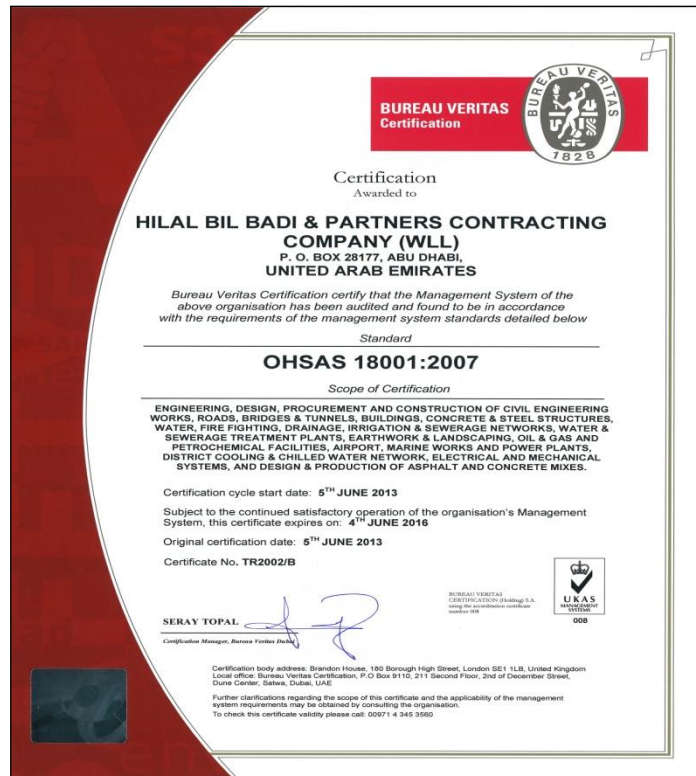 BUREAU VERITAS
Certification
BUREAU VERITAS
1828
Certification
Awarded to
HILAL BIL BADI & PARTNERS CONTRACTING
COMPANY (WLL)
P. O. BOX 28177, ABU DHABI,
UNITED ARAB EMIRATES
Bureau Veritas Certification certify that the Management System of the
above organisation has been audited and found to be in accordance
with the requirements of the management system standards detailed below
Standard
OHSAS 18001:2007
Scope of Certification
ENGINEERING, DESIGN, PROCUREMENT AND CONSTRUCTION OF CIVIL ENGINEERING
WORKS, ROADS, BRIDGES & TUNNELS, BUILDINGS, CONCRETE & STEEL STRUCTURES,
WATER, FIRE FIGHTING, DRAINAGE, IRRIGATION & SEWERAGE NETWORKS, WATER &
SEWERAGE TREATMENT PLANTS, EARTHWORK & LANDSCAPING, OIL & GAS AND
PETROCHEMICAL FACILITIES, AIRPORT, MARINE WORKS AND POWER PLANTS,
DISTRICT COOLING & CHILLED WATER NETWORK, ELECTRICAL AND MECHANICAL
SYSTEMS, AND DESIGN & PRODUCTION OF ASPHALT AND CONCRETE MIXES.
Certification cycle start date: 5TH JUNE 2013
Subject to the continued satisfactory operation of the organisation's Management
System, this certificate expires on: 4TH JUNE 2016
Original certification date: 5TH JUNE 2013
Certificate No. TR2002/B
SERAY TOPAL
Certification Manager, Bureau Veritas Dubai
BUREAU VERITAS
CERTIFICATION (Holding) S.A.
using the accreditation certificate
number 008
UKAS
MANAGEMENT
SYSTEMS
008
Certification body address: Brandon House, 180 Borough High Street, London SE1 1LB, United Kingdom
Local office: Bureau Veritas Certification, P.O Box 9110, 211 Second Floor, 2nd of December Street,
Dune Center, Satwa, Dubai, UAE
Further clarifications regarding the scope of this certificate and the applicability of the management
system requirements may be obtained by consulting the organisation.
To check this certificate validity please call: 00971 4 345 3560